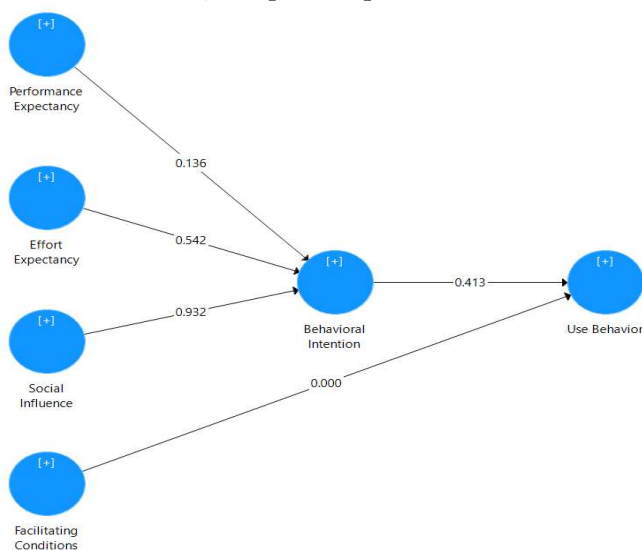 [+]
Performance
Expectancy
0.136
[+]
Effort
Expectancy
0.542
[+]
Behavioral
Intention
0.413
[+]
Use Behavior
0.932
[+]
Social
Influence
0.000
[+]
Facilitating
Conditions